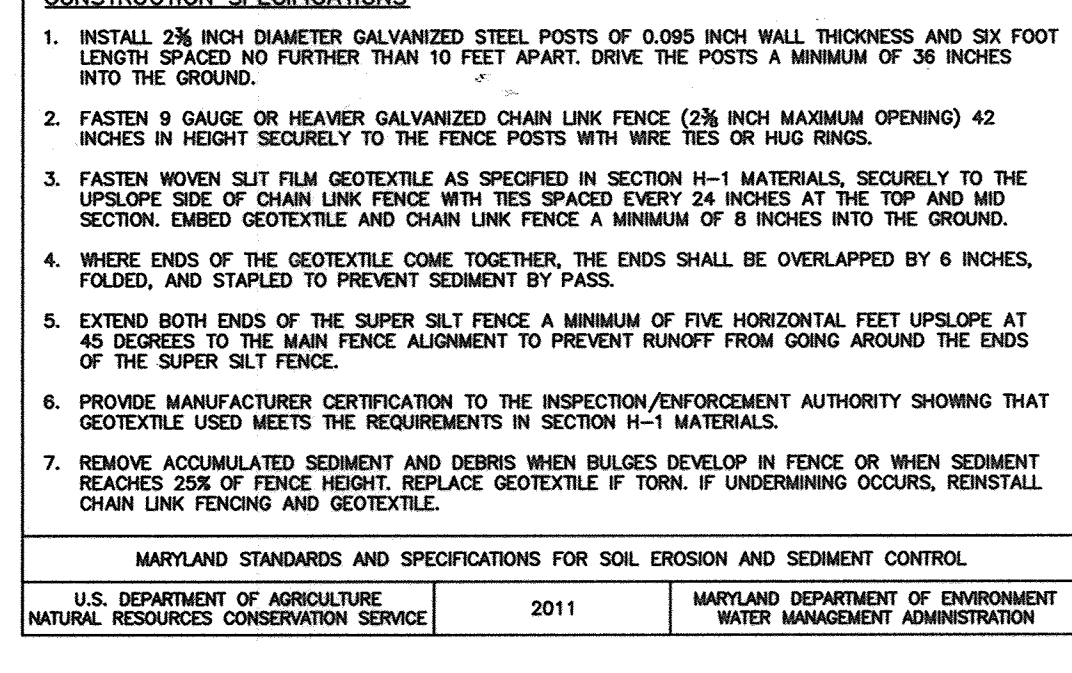 CONSTRUCTION SPECIFICATIONS
1. INSTALL 2⅜ INCH DIAMETER GALVANIZED STEEL POSTS OF 0.095 INCH WALL THICKNESS AND SIX FOOT
LENGTH SPACED NO FURTHER THAN 10 FEET APART. DRIVE THE POSTS A MINIMUM OF 36 INCHES
INTO THE GROUND.
2. FASTEN 9 GAUGE OR HEAVIER GALVANIZED CHAIN LINK FENCE (2⅜ INCH MAXIMUM OPENING) 42
INCHES IN HEIGHT SECURELY TO THE FENCE POSTS WITH WIRE TIES OR HUG RINGS.
3. FASTEN WOVEN SLIT FILM GEOTEXTILE AS SPECIFIED IN SECTION H-1 MATERIALS, SECURELY TO THE
UPSLOPE SIDE OF CHAIN LINK FENCE WITH TIES SPACED EVERY 24 INCHES AT THE TOP AND MID
SECTION. EMBED GEOTEXTILE AND CHAIN LINK FENCE A MINIMUM OF 8 INCHES INTO THE GROUND.
4. WHERE ENDS OF THE GEOTEXTILE COME TOGETHER, THE ENDS SHALL BE OVERLAPPED BY 6 INCHES,
FOLDED, AND STAPLED TO PREVENT SEDIMENT BY PASS.
5. EXTEND BOTH ENDS OF THE SUPER SILT FENCE A MINIMUM OF FIVE HORIZONTAL FEET UPSLOPE AT
45 DEGREES TO THE MAIN FENCE ALIGNMENT TO PREVENT RUNOFF FROM GOING AROUND THE ENDS
OF THE SUPER SILT FENCE.
6. PROVIDE MANUFACTURER CERTIFICATION TO THE INSPECTION/ENFORCEMENT AUTHORITY SHOWING THAT
GEOTEXTILE USED MEETS THE REQUIREMENTS IN SECTION H-1 MATERIALS.
7. REMOVE ACCUMULATED SEDIMENT AND DEBRIS WHEN BULGES DEVELOP IN FENCE OR WHEN SEDIMENT
REACHES 25% OF FENCE HEIGHT. REPLACE GEOTEXTILE IF TORN. IF UNDERMINING OCCURS, REINSTALL
CHAIN LINK FENCING AND GEOTEXTILE.
MARYLAND STANDARDS AND SPECIFICATIONS FOR SOIL EROSION AND SEDIMENT CONTROL
U.S. DEPARTMENT OF AGRICULTURE
NATURAL RESOURCES CONSERVATION SERVICE
2011
MARYLAND DEPARTMENT OF ENVIRONMENT
WATER MANAGEMENT ADMINISTRATION